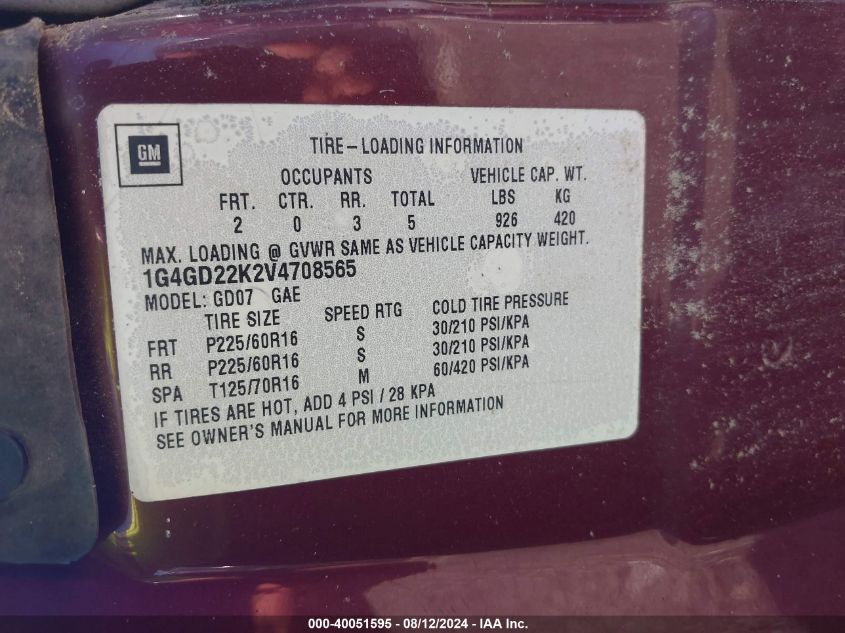 GM
TIRE-LOADING INFORMATION
OCCUPANTS VEHICLE CAP. WT.
FRT. CTR. RR. TOTAL LBS KG
2 0 3 5 926 420
MAX. LOADING @ GVWR SAME AS VEHICLE CAPACITY WEIGHT.
1G4GD22K2V4708565
MODEL: GD07 GAE
TIRE SIZE SPEED RTG COLD TIRE PRESSURE
FRT P225/60R16 S 30/210 PSI/KPA
RR P225/60R16 S 30/210 PSI/KPA
SPA T125/70R16 M 60/420 PSI/KPA
IF TIRES ARE HOT, ADD 4 PSI / 28 KPA
SEE OWNER'S MANUAL FOR MORE INFORMATION
000-40051595 - 08/12/2024 - IAA Inc.